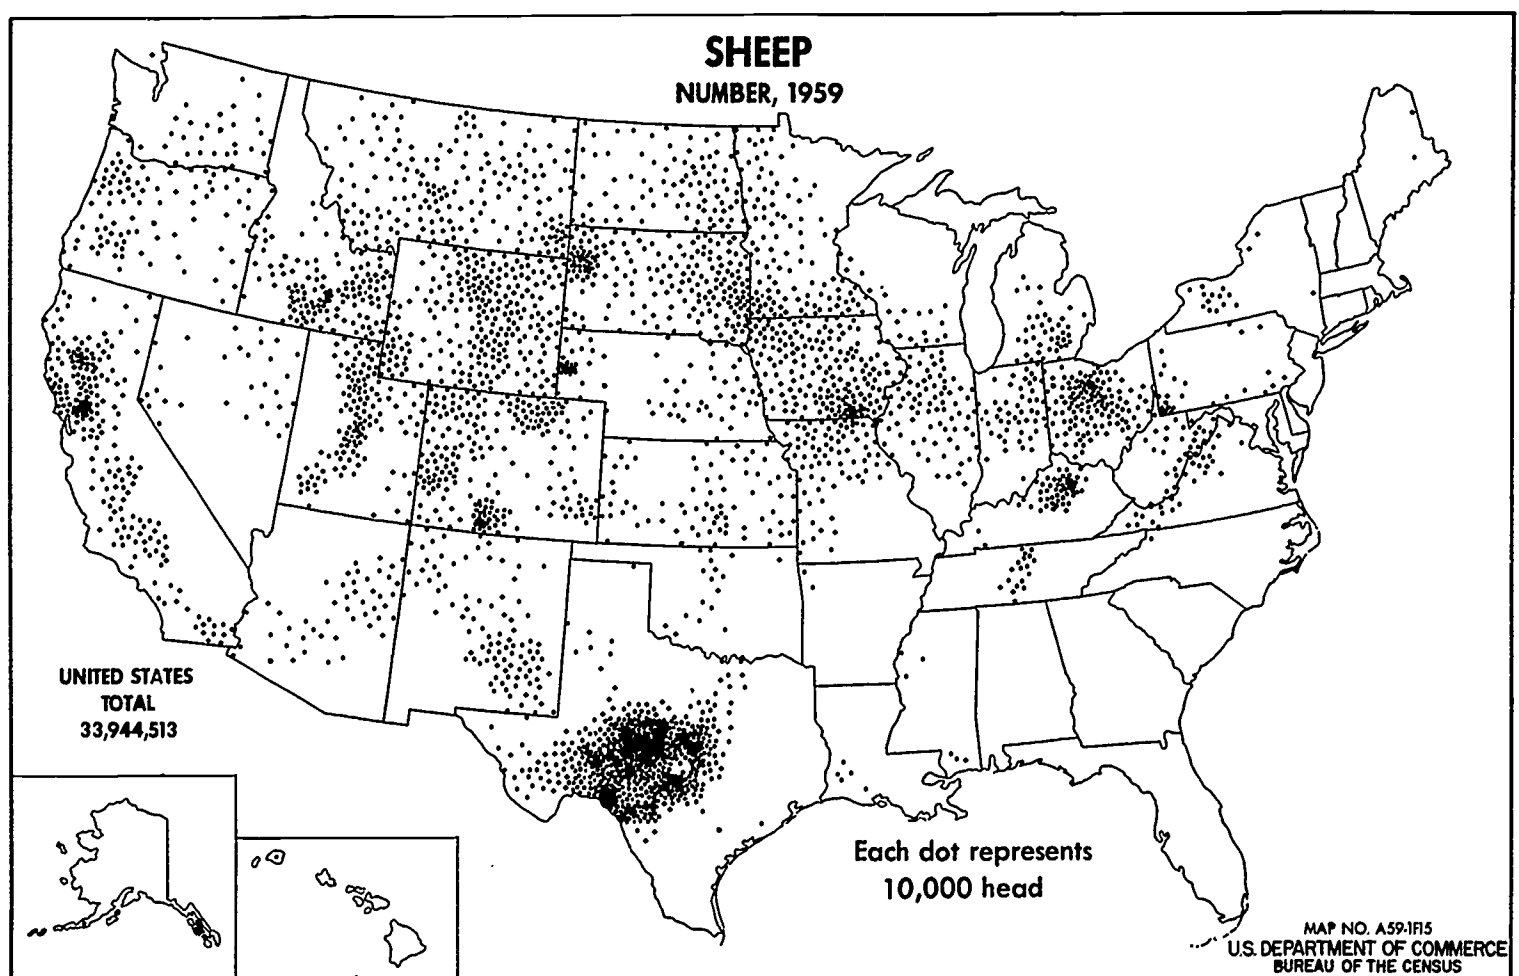 SHEEP
NUMBER, 1959
UNITED STATES
TOTAL
33,944,513
Each dot represents
10,000 head
MAP NO. A59-1F15
U.S. DEPARTMENT OF COMMERCE
BUREAU OF THE CENSUS